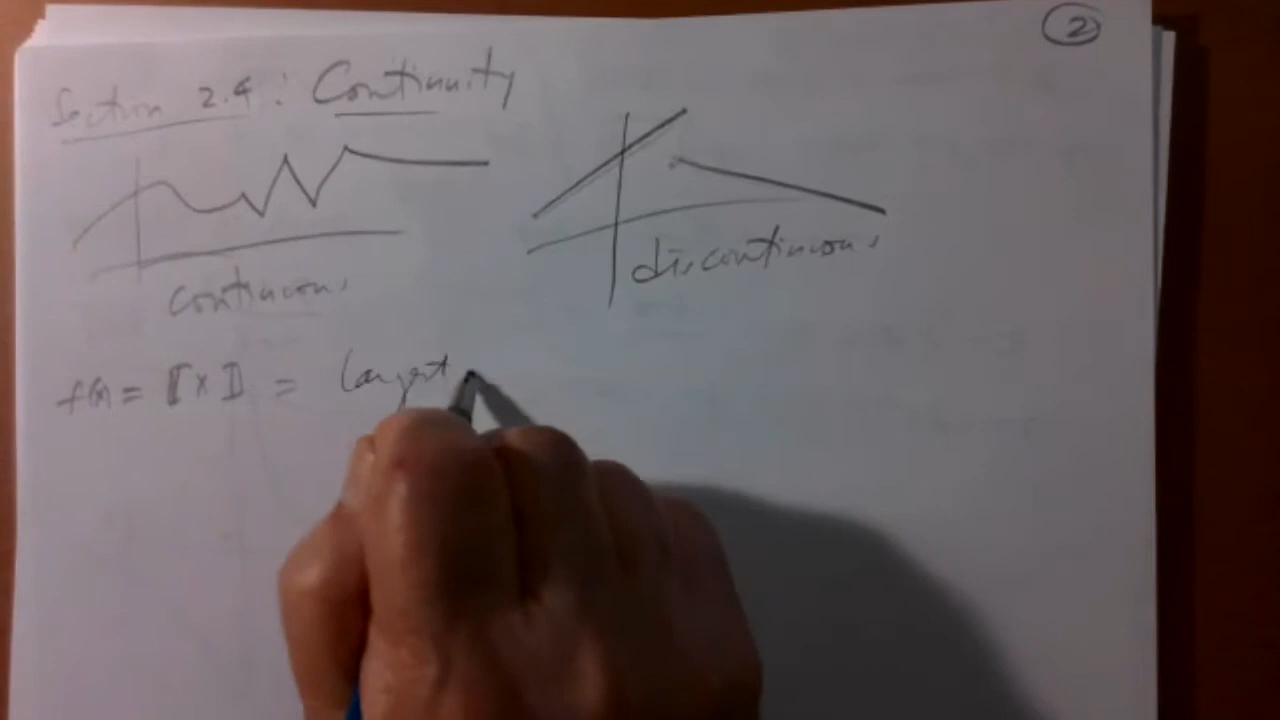 ②
Section 2.4 : Continuity
continuous
discontinuous
f(x) = ⟦x⟧ = largest